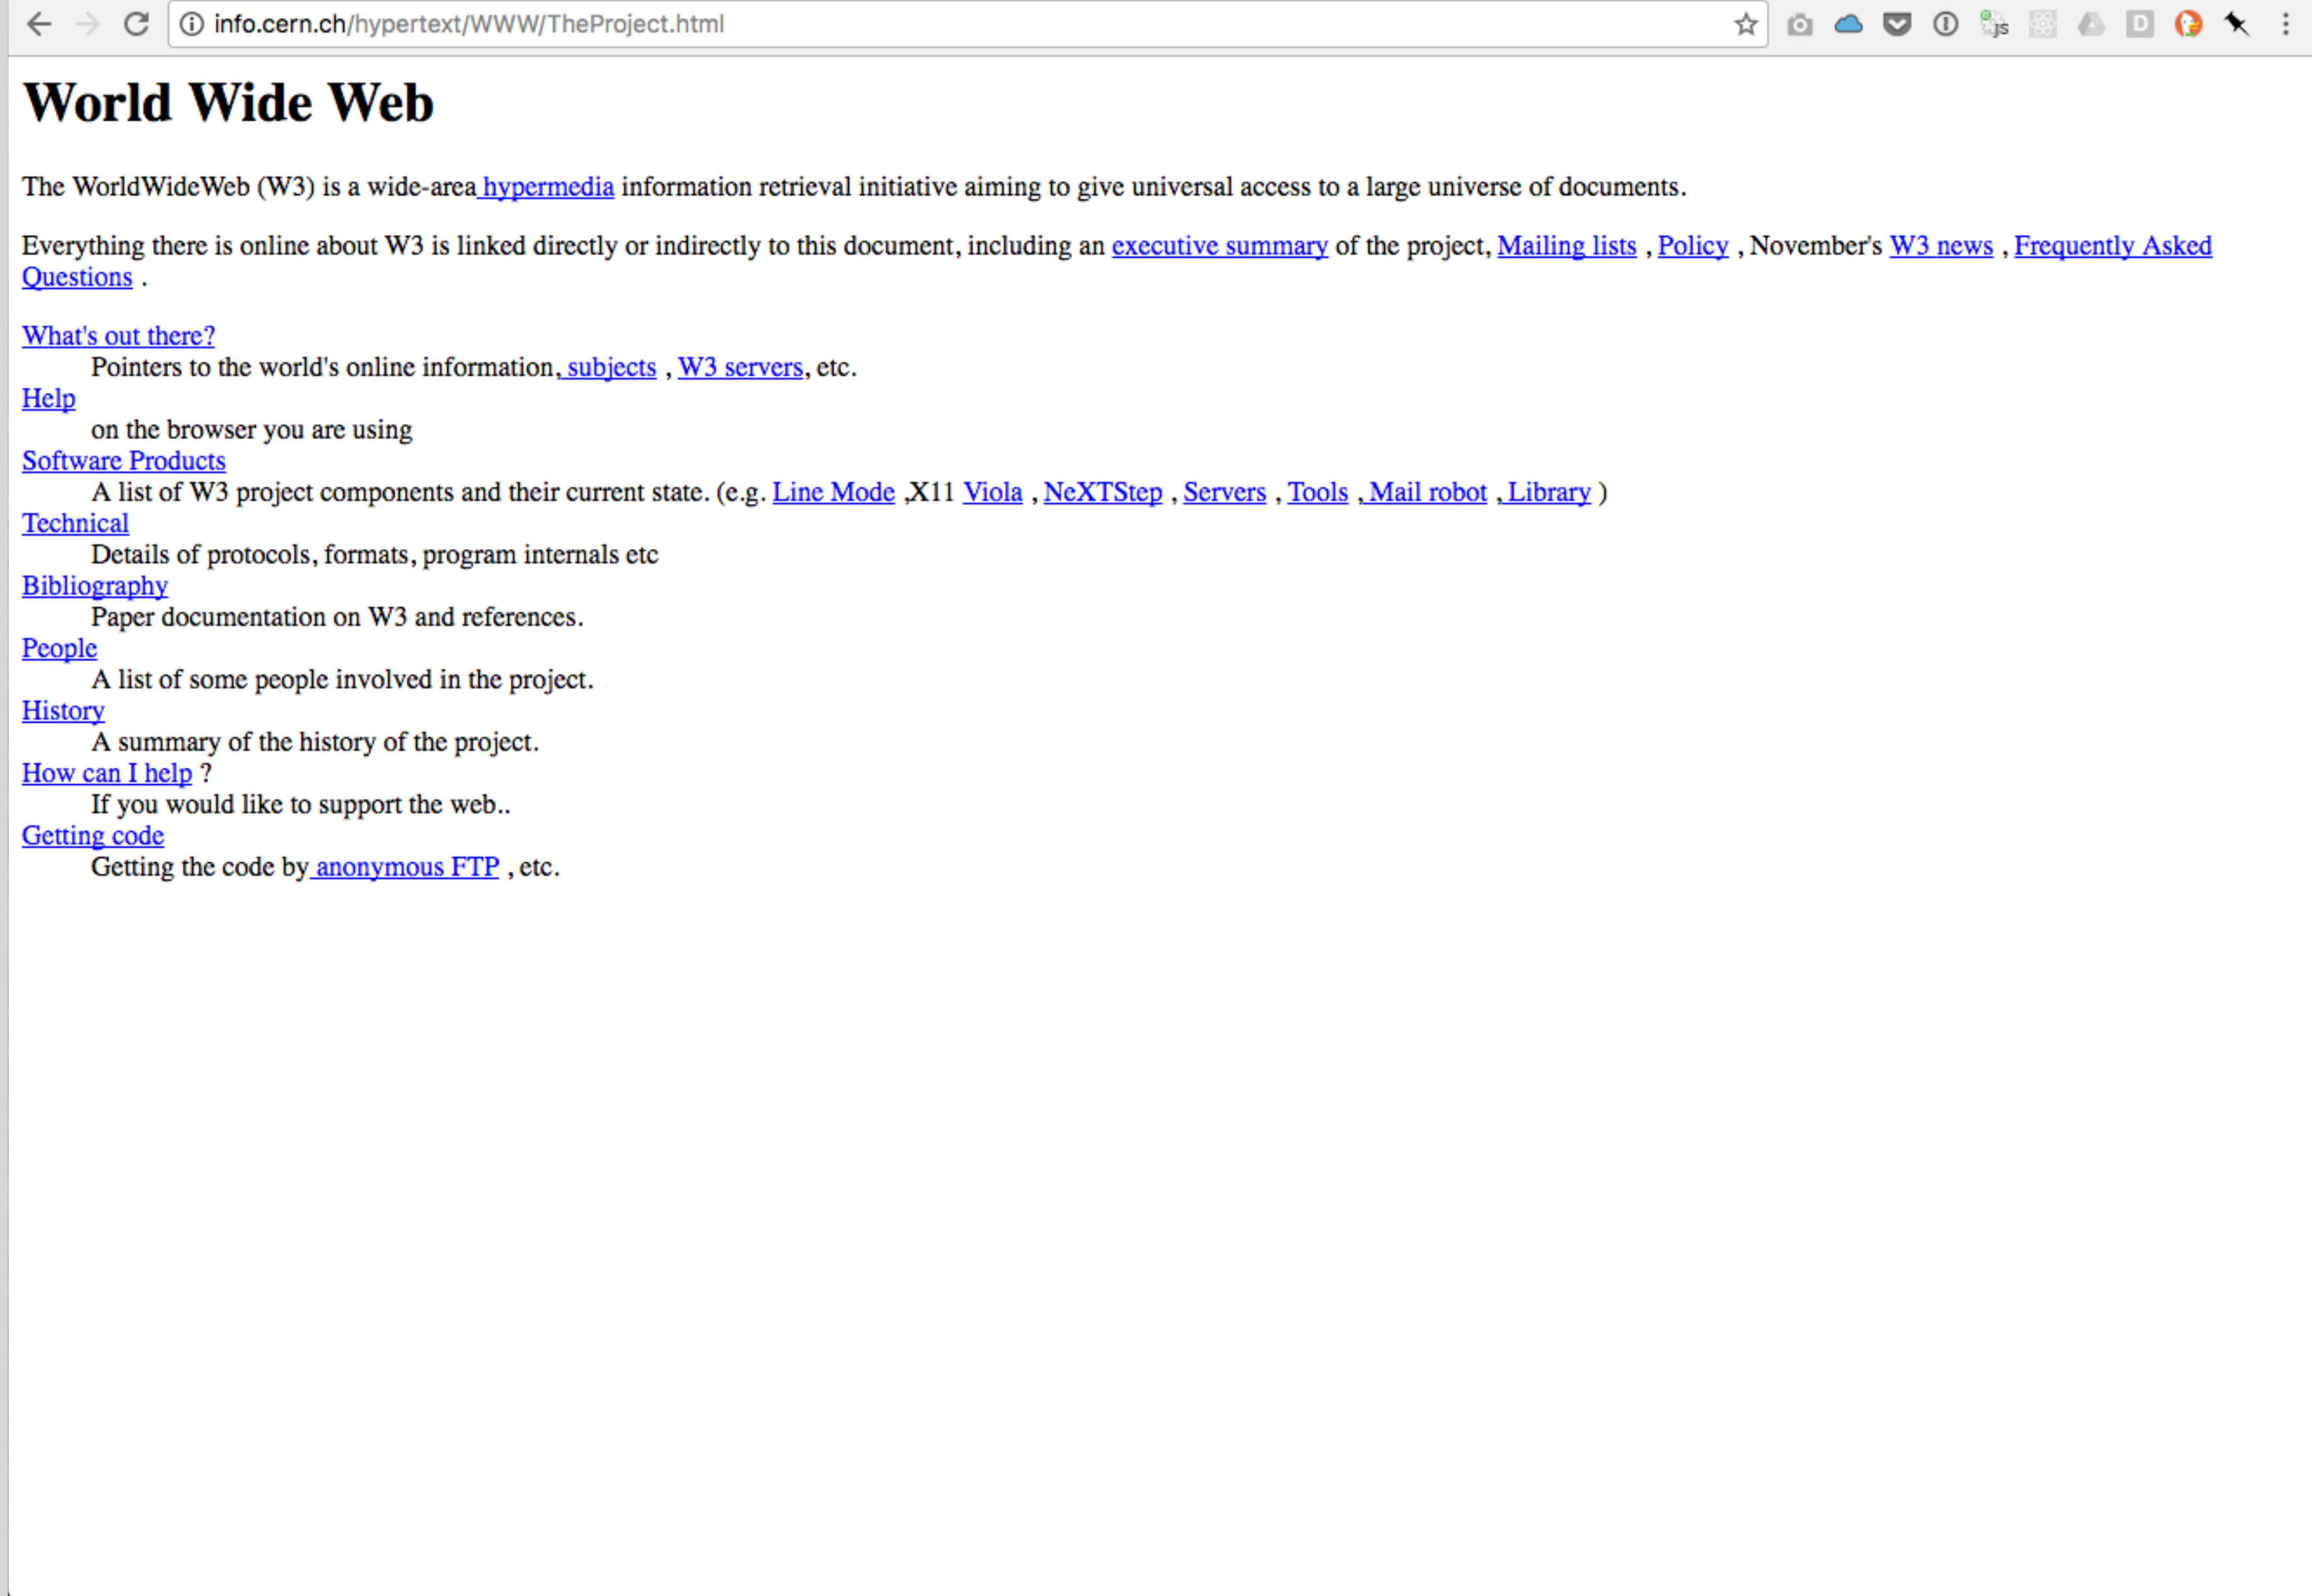 info.cern.ch/hypertext/WWW/TheProject.html
js
D
World Wide Web
The WorldWideWeb (W3) is a wide-area hypermedia information retrieval initiative aiming to give universal access to a large universe of documents.
Everything there is online about W3 is linked directly or indirectly to this document, including an executive summary of the project, Mailing lists , Policy , November's W3 news , Frequently Asked
Questions .
What's out there?
Pointers to the world's online information, subjects , W3 servers, etc.
Help
on the browser you are using
Software Products
A list of W3 project components and their current state. (e.g. Line Mode ,X11 Viola , NeXTStep , Servers , Tools , Mail robot , Library )
Technical
Details of protocols, formats, program internals etc
Bibliography
Paper documentation on W3 and references.
People
A list of some people involved in the project.
History
A summary of the history of the project.
How can I help ?
If you would like to support the web..
Getting code
Getting the code by anonymous FTP , etc.